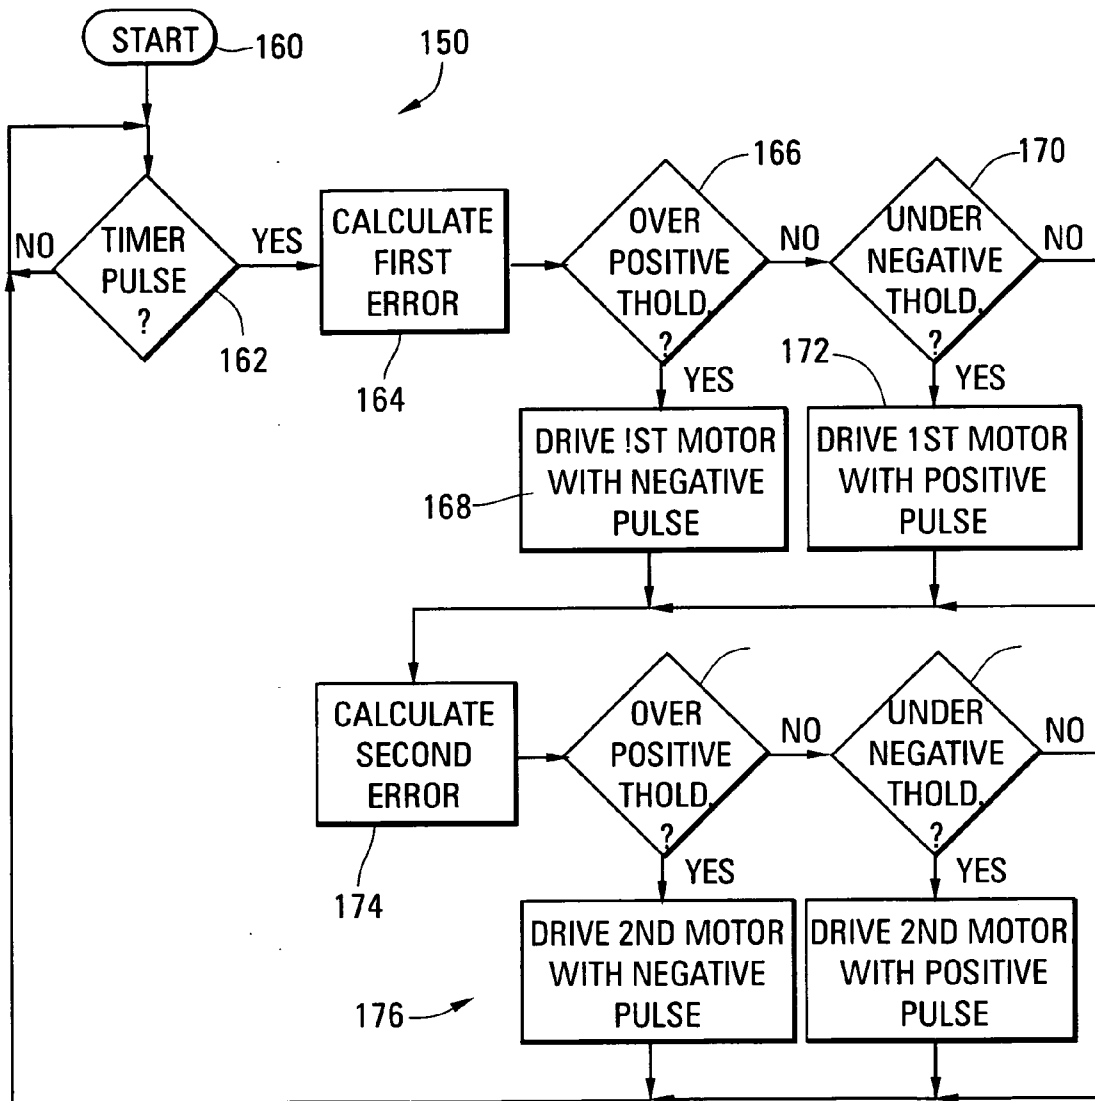 START
160
150
166
170
NO
TIMER
PULSE
?
YES
162
CALCULATE
FIRST
ERROR
164
OVER
POSITIVE
THOLD.
?
NO
UNDER
NEGATIVE
THOLD.
?
NO
YES
172
YES
DRIVE !ST MOTOR
WITH NEGATIVE
PULSE
168
DRIVE 1ST MOTOR
WITH POSITIVE
PULSE
CALCULATE
SECOND
ERROR
174
OVER
POSITIVE
THOLD.
?
NO
UNDER
NEGATIVE
THOLD.
?
NO
YES
YES
DRIVE 2ND MOTOR
WITH NEGATIVE
PULSE
DRIVE 2ND MOTOR
WITH POSITIVE
PULSE
176